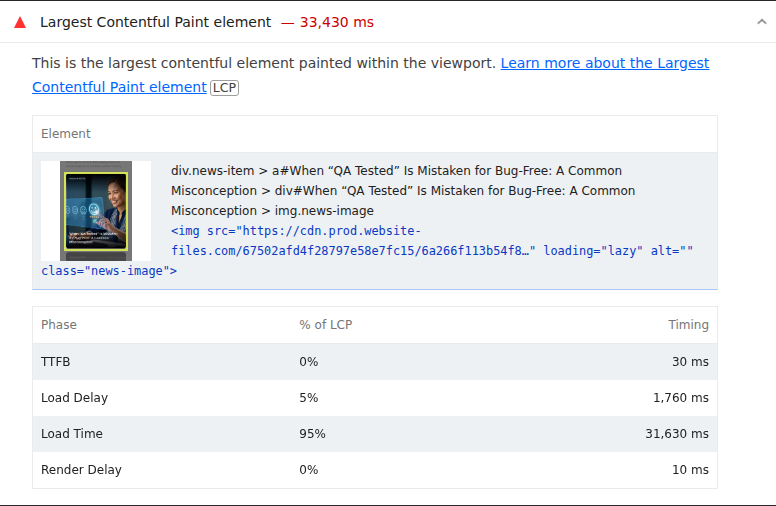 Largest Contentful Paint element — 33,430 ms
This is the largest contentful element painted within the viewport. Learn more about the Largest
Contentful Paint element LCP
Element
div.news-item > a#When “QA Tested” Is Mistaken for Bug-Free: A Common
Misconception > div#When “QA Tested” Is Mistaken for Bug-Free: A Common
Misconception > img.news-image
<img src="https://cdn.prod.website-
files.com/67502afd4f28797e58e7fc15/6a266f113b54f8…" loading="lazy" alt=""
class="news-image">
Phase % of LCP Timing
TTFB 0% 30 ms
Load Delay 5% 1,760 ms
Load Time 95% 31,630 ms
Render Delay 0% 10 ms